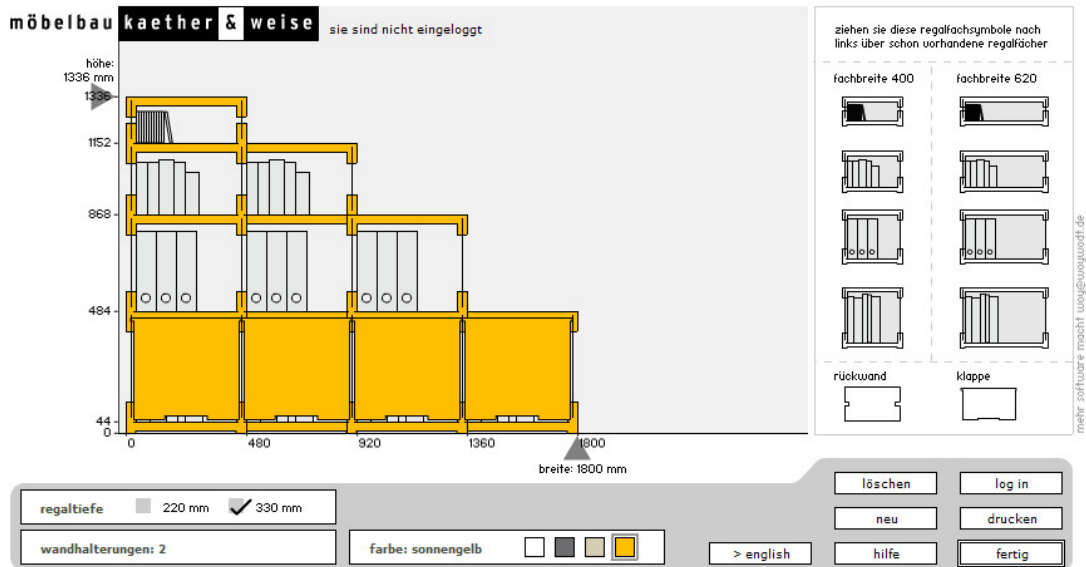 möbelbau kaether & weise
sie sind nicht eingeloggt
höhe:
1336 mm
1336
1152
868
484
44
0
0 480 920 1360 1800
breite: 1800 mm
ziehen sie diese regalfachsymbole nach
links über schon vorhandene regalfächer
fachbreite 400 fachbreite 620
rückwand klappe
mehr software macht woy@woywodt.de
regaltiefe 220 mm 330 mm
wandhalterungen: 2
farbe: sonnengelb
> english
löschen log in
neu drucken
hilfe fertig